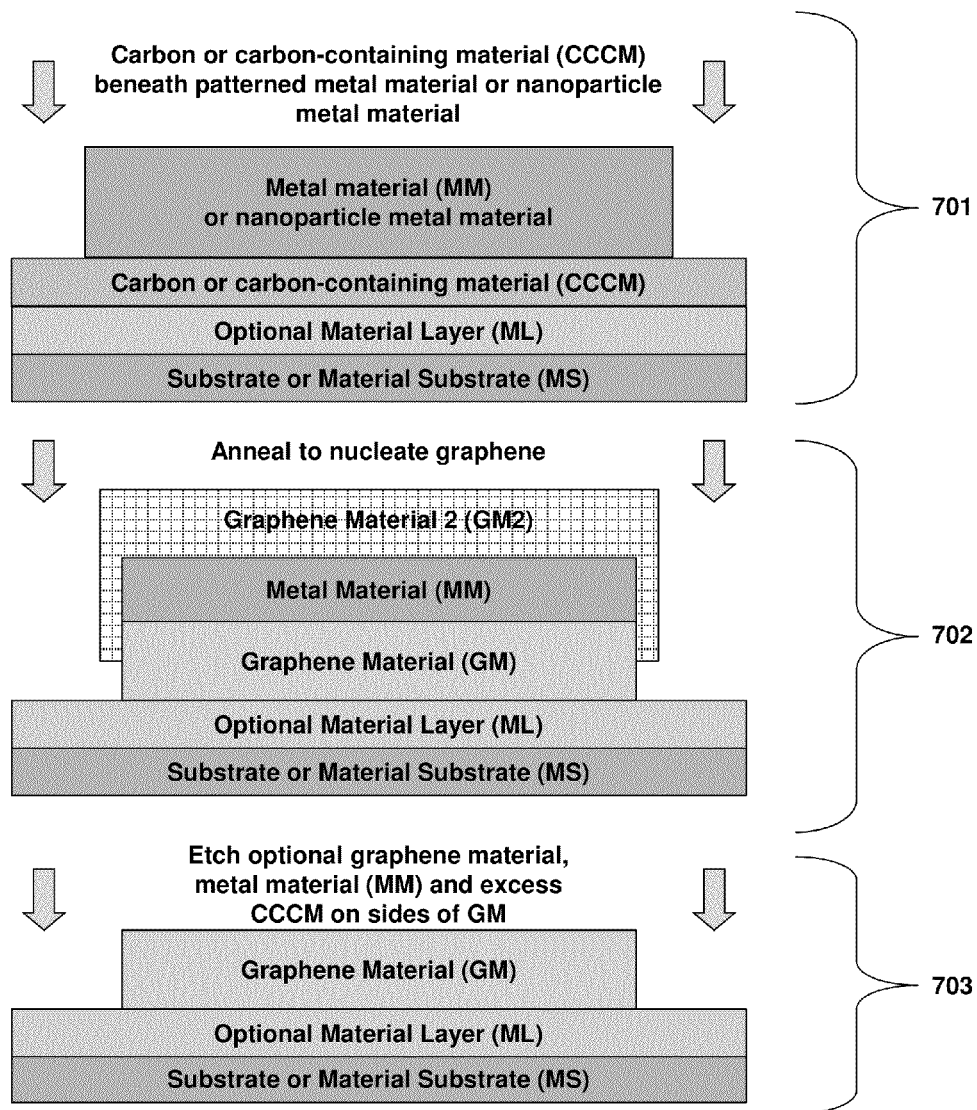 Carbon or carbon-containing material (CCCM)
beneath patterned metal material or nanoparticle
metal material
Metal material (MM)
or nanoparticle metal material
701
Carbon or carbon-containing material (CCCM)
Optional Material Layer (ML)
Substrate or Material Substrate (MS)
Anneal to nucleate graphene
Graphene Material 2 (GM2)
Metal Material (MM)
702
Graphene Material (GM)
Optional Material Layer (ML)
Substrate or Material Substrate (MS)
Etch optional graphene material,
metal material (MM) and excess
CCCM on sides of GM
Graphene Material (GM)
703
Optional Material Layer (ML)
Substrate or Material Substrate (MS)